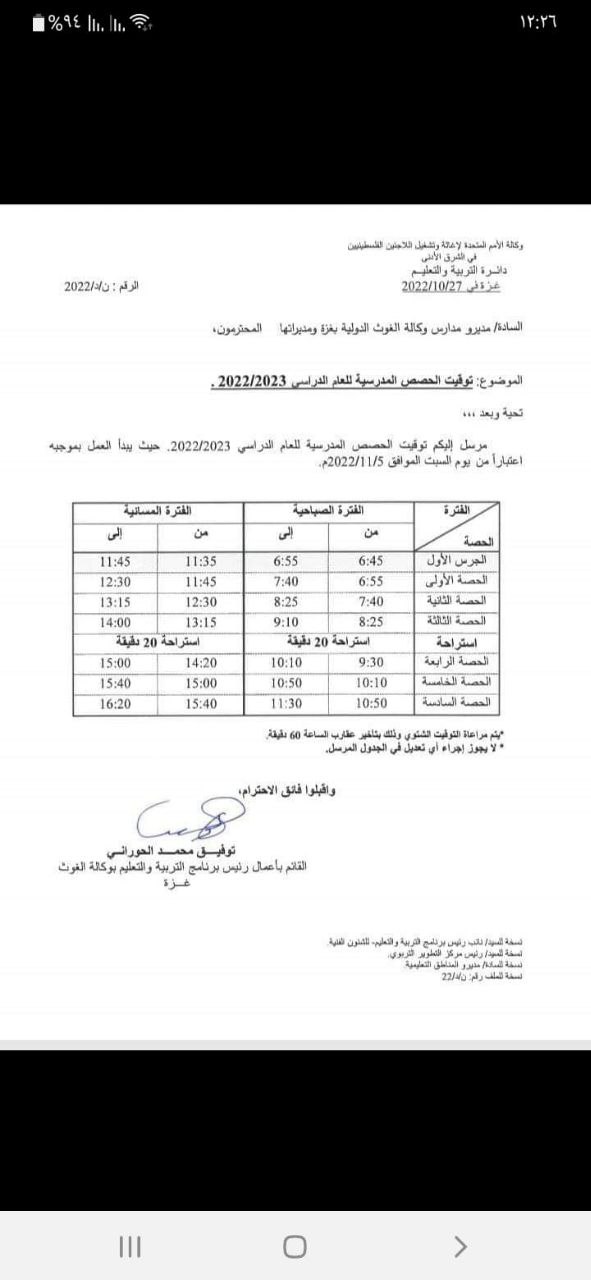 %٩٤
١٢:٢٦
وكالة الأمم المتحدة لإغاثة وتشغيل اللاجئين الفلسطينيين
في الشرق الأدنى
دائرة التربية والتعليم
غزة في 2022/10/27
الرقم : ن/د/2022
السادة/ مديرو مدارس وكالة الغوث الدولية بغزة ومديراتها المحترمون،
الموضوع: توقيت الحصص المدرسية للعام الدراسي 2022/2023 .
تحية وبعد ،،،
مرسل إليكم توقيت الحصص المدرسية للعام الدراسي 2022/2023. حيث يبدأ العمل بموجبه
اعتباراً من يوم السبت الموافق 2022/11/5م.
الفترة الفترة الصباحية الفترة المسائية
الحصة من إلى من إلى
الجرس الأول 6:45 6:55 11:35 11:45
الحصة الأولى 6:55 7:40 11:45 12:30
الحصة الثانية 7:40 8:25 12:30 13:15
الحصة الثالثة 8:25 9:10 13:15 14:00
استراحة استراحة 20 دقيقة استراحة 20 دقيقة
الحصة الرابعة 9:30 10:10 14:20 15:00
الحصة الخامسة 10:10 10:50 15:00 15:40
الحصة السادسة 10:50 11:30 15:40 16:20
*يتم مراعاة التوقيت الشتوي وذلك بتأخير عقارب الساعة 60 دقيقة.
* لا يجوز إجراء أي تعديل في الجدول المرسل.
واقبلوا فائق الاحترام،
توفيـــق محمـــد الحورانـــي
القائم بأعمال رئيس برنامج التربية والتعليم بوكالة الغوث
غــزة
نسخة للسيد/ نائب رئيس برنامج التربية والتعليم- للشئون الفنية.
نسخة للسيد/ رئيس مركز التطوير التربوي.
نسخة للسادة/ مديرو المناطق التعليمية
نسخة للملف رقم: ن/د/22